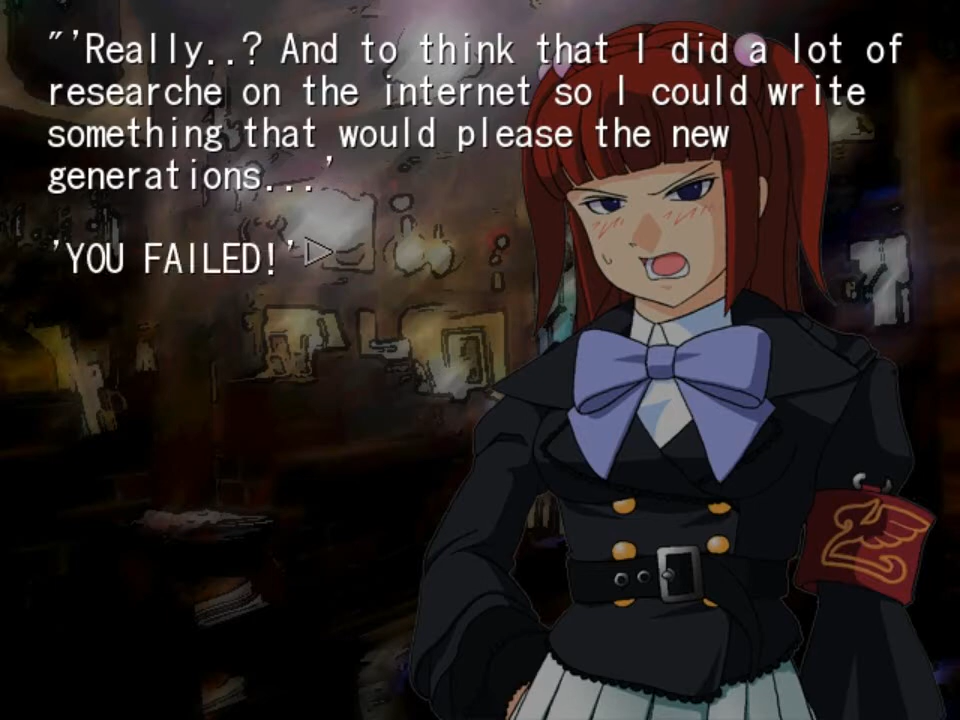 "'Really..? And to think that I did a lot of
researche on the internet so I could write
something that would please the new
generations...'
'YOU FAILED!'